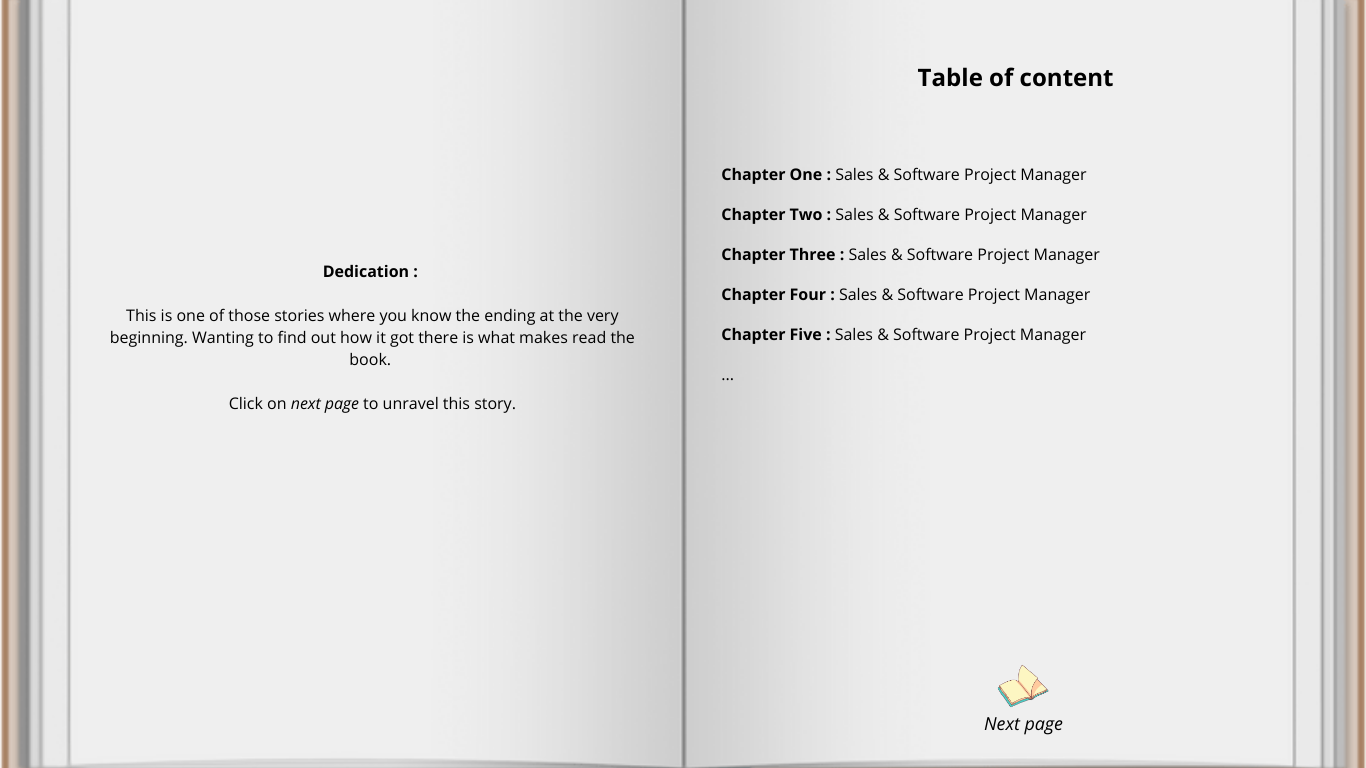 Dedication :
This is one of those stories where you know the ending at the very
beginning. Wanting to find out how it got there is what makes read the
book.
Click on next page to unravel this story.
Table of content
Chapter One : Sales & Software Project Manager
Chapter Two : Sales & Software Project Manager
Chapter Three : Sales & Software Project Manager
Chapter Four : Sales & Software Project Manager
Chapter Five : Sales & Software Project Manager
...
Next page